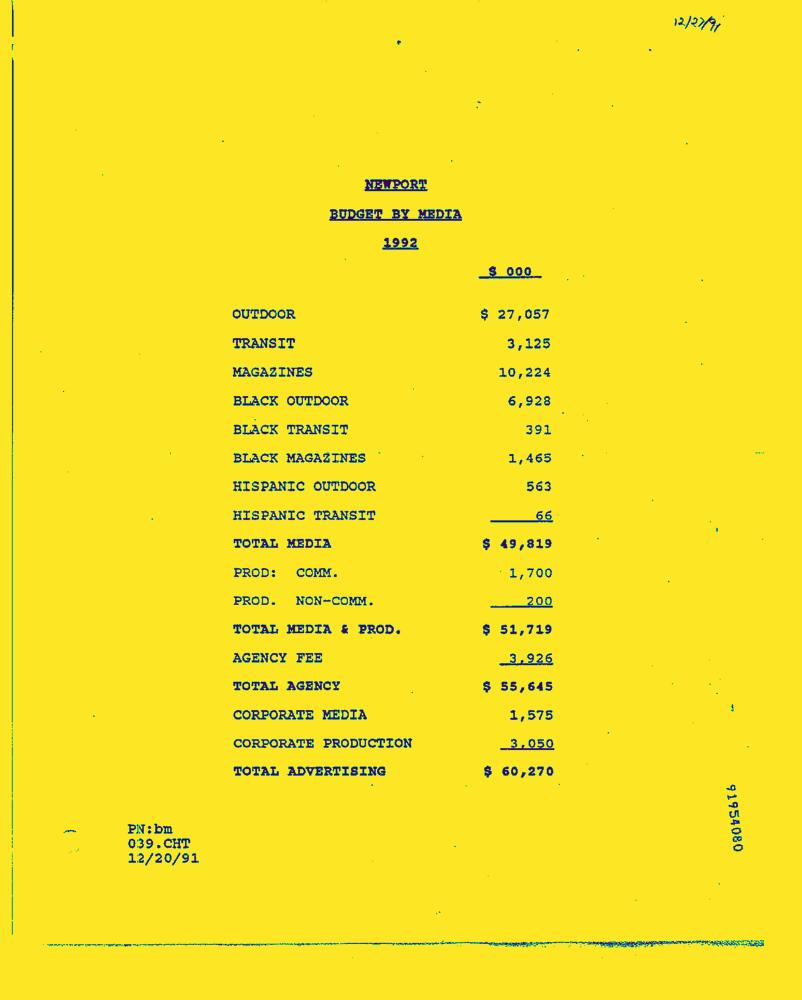 12/27/91
NEWPORT
BUDGET BY MEDIA
1992
$ 000
OUTDOOR $ 27,057
TRANSIT 3,125
MAGAZINES 10,224
BLACK OUTDOOR 6,928
BLACK TRANSIT 391
BLACK MAGAZINES 1,465
HISPANIC OUTDOOR 563
HISPANIC TRANSIT 66
TOTAL MEDIA $ 49,819
PROD: COMM. 1,700
PROD. NON-COMM. 200
TOTAL MEDIA & PROD. $ 51,719
AGENCY FEE 3,926
TOTAL AGENCY $ 55,645
CORPORATE MEDIA 1,575
CORPORATE PRODUCTION 3,050
TOTAL ADVERTISING $ 60,270
91954080
PN:bm
039.CHT
12/20/91